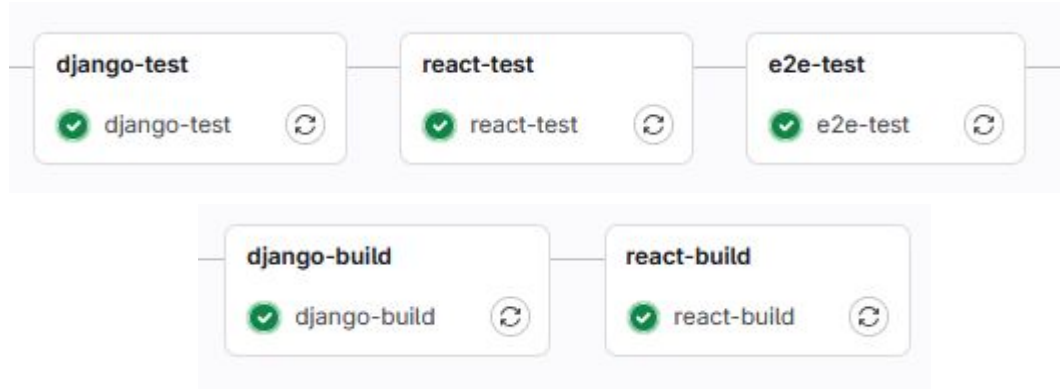 django-test
react-test
e2e-test
django-test
react-test
e2e-test
django-build
react-build
django-build
react-build